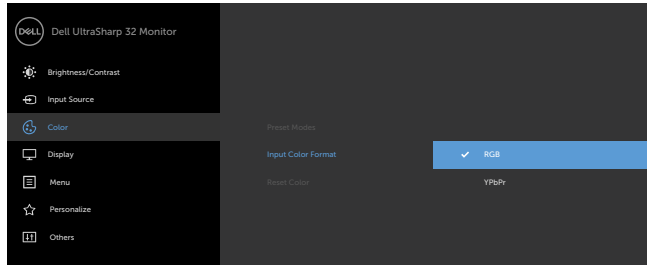 DELL Dell UltraSharp 32 Monitor
Brightness/Contrast
Input Source
Color
Preset Modes
Display
Input Color Format
RGB
Menu
Reset Color
YPbPr
Personalize
Others